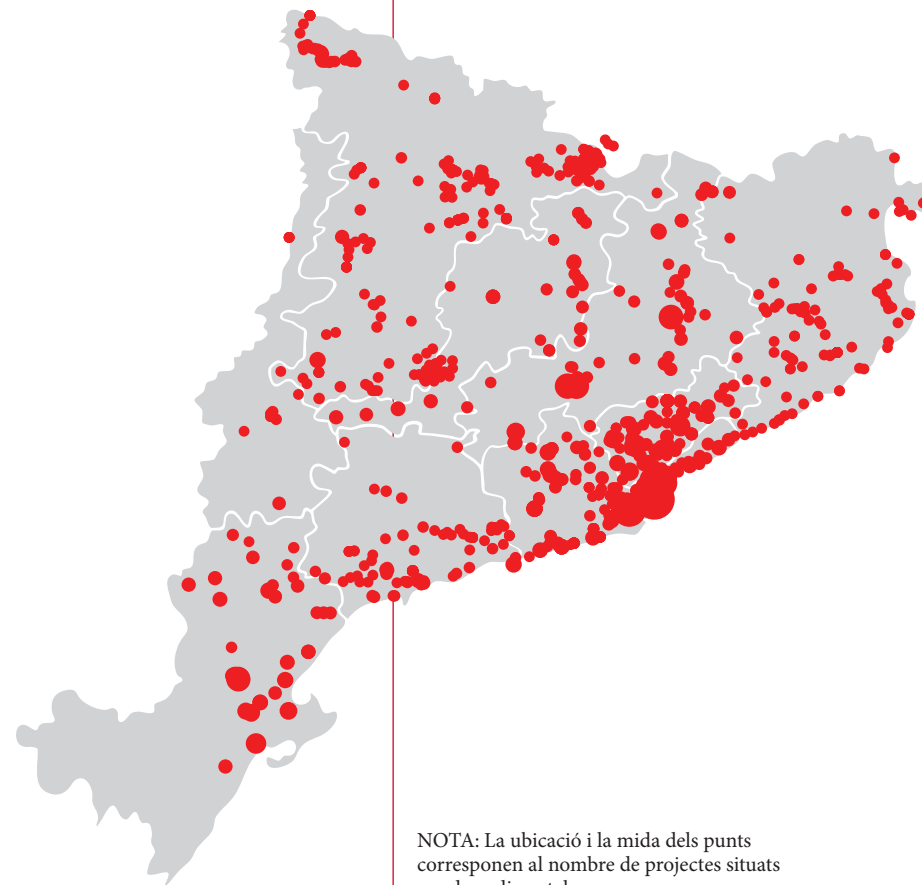 NOTA: La ubicació i la mida dels punts
corresponen al nombre de projectes situats